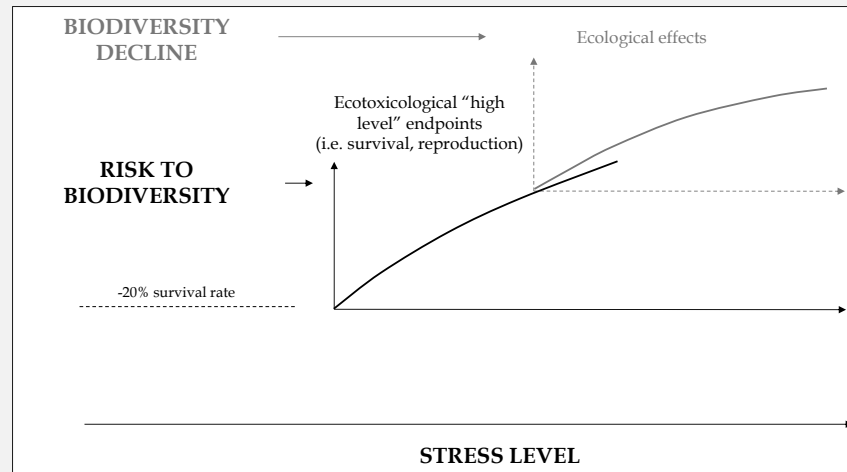 BIODIVERSITY
DECLINE
Ecological effects
Ecotoxicological “high
level” endpoints
(i.e. survival, reproduction)
RISK TO
BIODIVERSITY
-20% survival rate
STRESS LEVEL